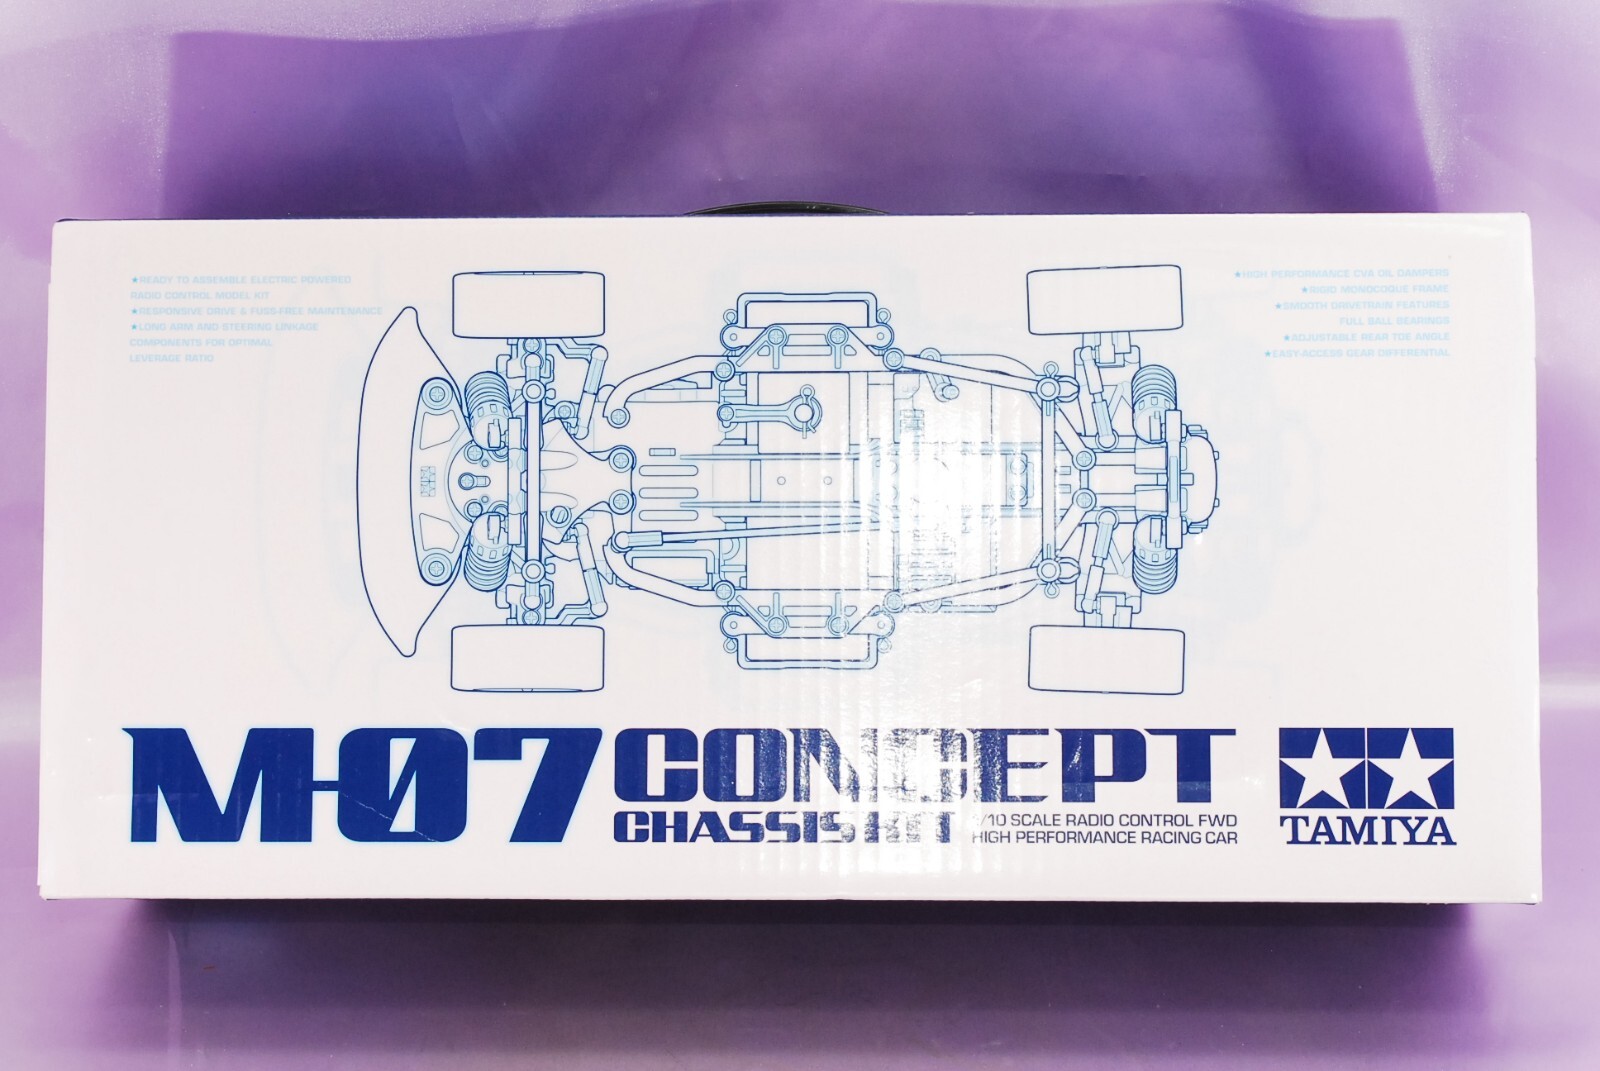 ★READY TO ASSEMBLE ELECTRIC POWERED
RADIO CONTROL MODEL KIT
★RESPONSIVE DRIVE & FUSS-FREE MAINTENANCE
★LONG ARM AND STEERING LINKAGE
COMPONENTS FOR OPTIMAL
LEVERAGE RATIO
★HIGH PERFORMANCE CVA OIL DAMPERS
★RIGID MONOCOQUE FRAME
★SMOOTH DRIVETRAIN FEATURES
FULL BALL BEARINGS
★ADJUSTABLE REAR TOE ANGLE
★EASY-ACCESS GEAR DIFFERENTIAL
M-07 CONCEPT
CHASSIS KIT
1/10 SCALE RADIO CONTROL FWD
HIGH PERFORMANCE RACING CAR
TAMIYA